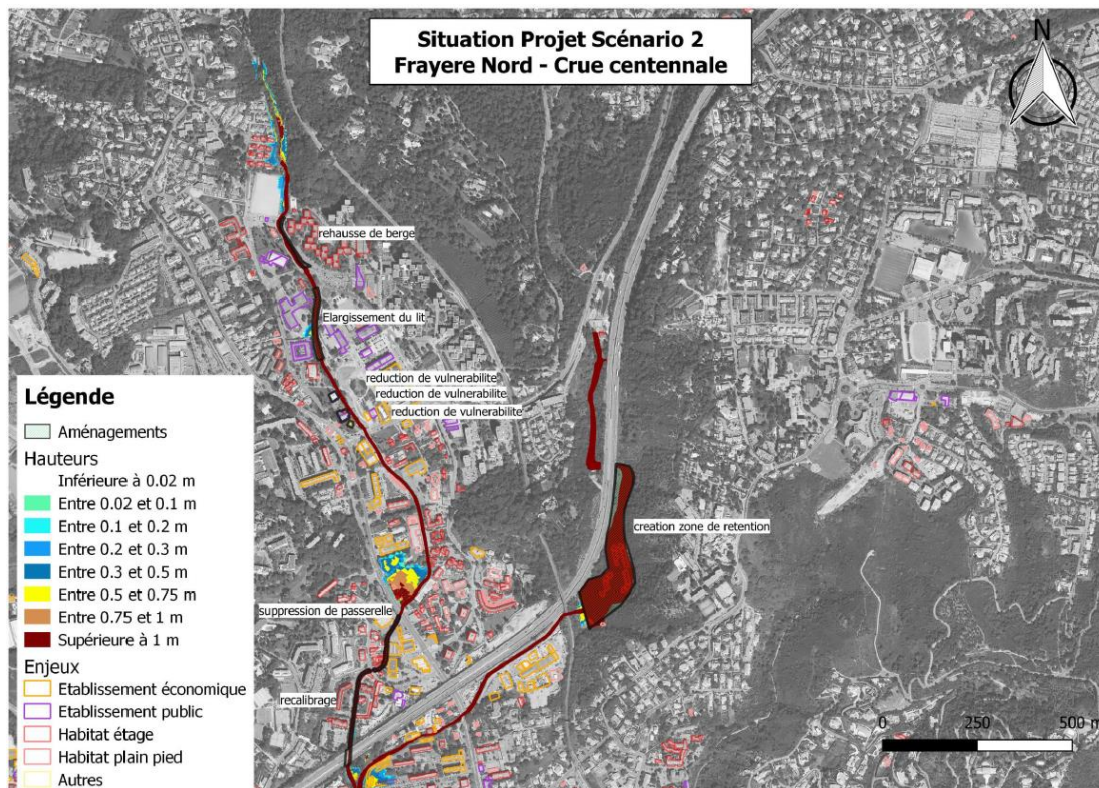 Situation Projet Scénario 2
Frayere Nord - Crue centennale
N
rehausse de berge
Elargissement du lit
reduction de vulnerabilite
reduction de vulnerabilite
reduction de vulnerabilite
creation zone de retention
suppression de passerelle
recalibrage
Légende
Aménagements
Hauteurs
Inférieure à 0.02 m
Entre 0.02 et 0.1 m
Entre 0.1 et 0.2 m
Entre 0.2 et 0.3 m
Entre 0.3 et 0.5 m
Entre 0.5 et 0.75 m
Entre 0.75 et 1 m
Supérieure à 1 m
Enjeux
Etablissement économique
Etablissement public
Habitat étage
Habitat plain pied
Autres
0 250 500 m